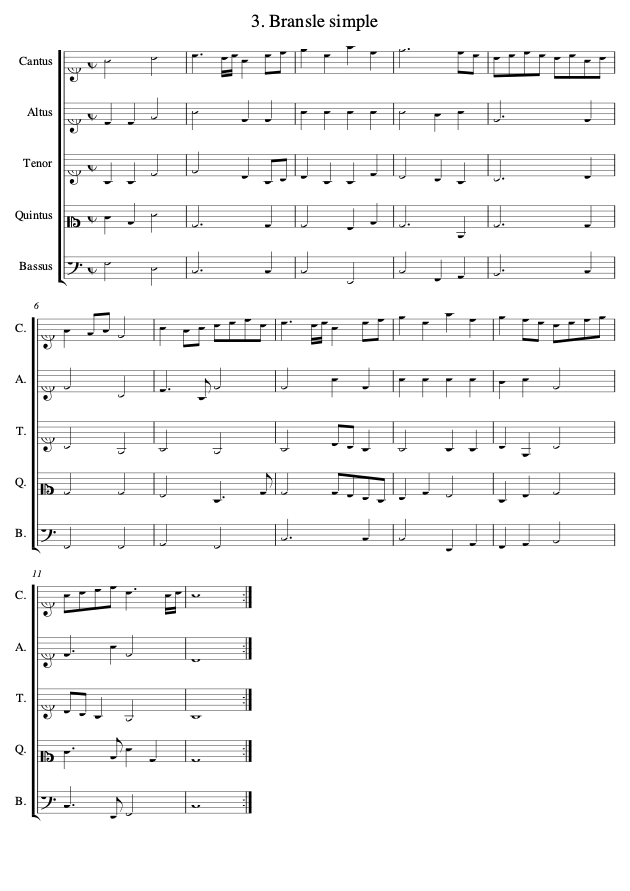 3. Bransle simple
Cantus
Altus
Tenor
Quintus
Bassus
6
C.
A.
T.
Q.
B.
11
C.
A.
T.
Q.
B.